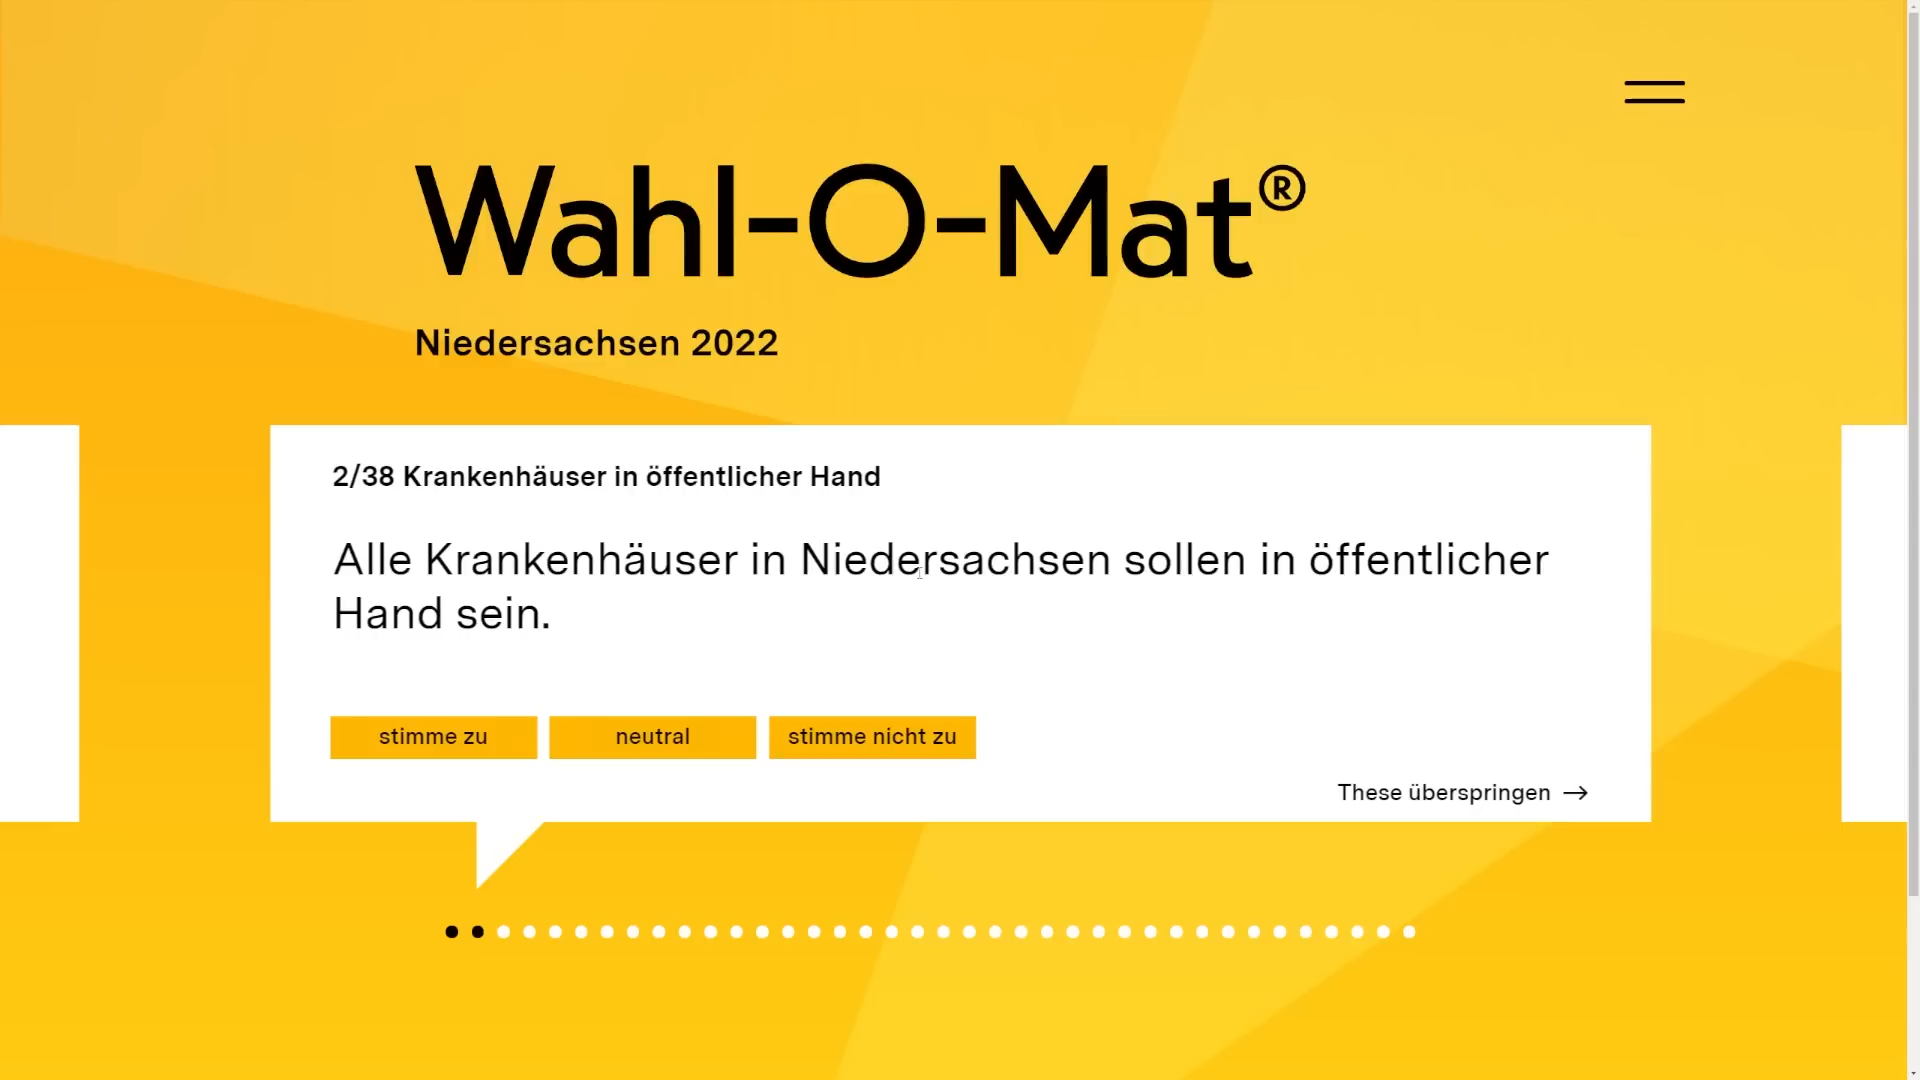 Wahl-O-Mat®
Niedersachsen 2022
2/38 Krankenhäuser in öffentlicher Hand
Alle Krankenhäuser in Niedersachsen sollen in öffentlicher
Hand sein.
stimme zu
neutral
stimme nicht zu
These überspringen →